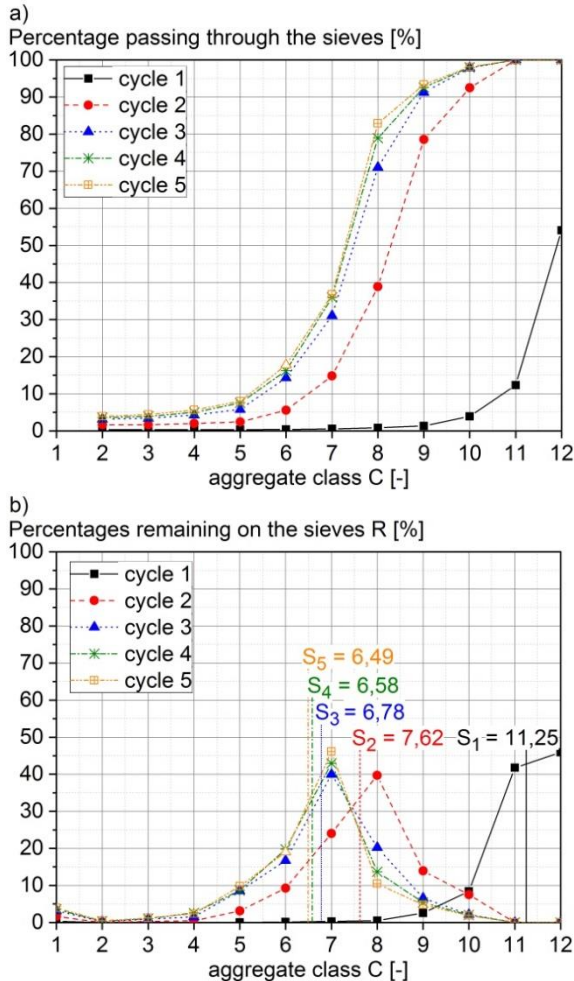 a)
Percentage passing through the sieves [%]
100
90
80
70
60
50
40
30
20
10
0
cycle 1
cycle 2
cycle 3
cycle 4
cycle 5
1 2 3 4 5 6 7 8 9 10 11 12
aggregate class C [-]
b)
Percentages remaining on the sieves R [%]
100
90
80
70
60
50
40
30
20
10
0
cycle 1
cycle 2
cycle 3
cycle 4
cycle 5
S5 = 6,49
S4 = 6,58
S3 = 6,78
S2 = 7,62 S1 = 11,25
1 2 3 4 5 6 7 8 9 10 11 12
aggregate class C [-]